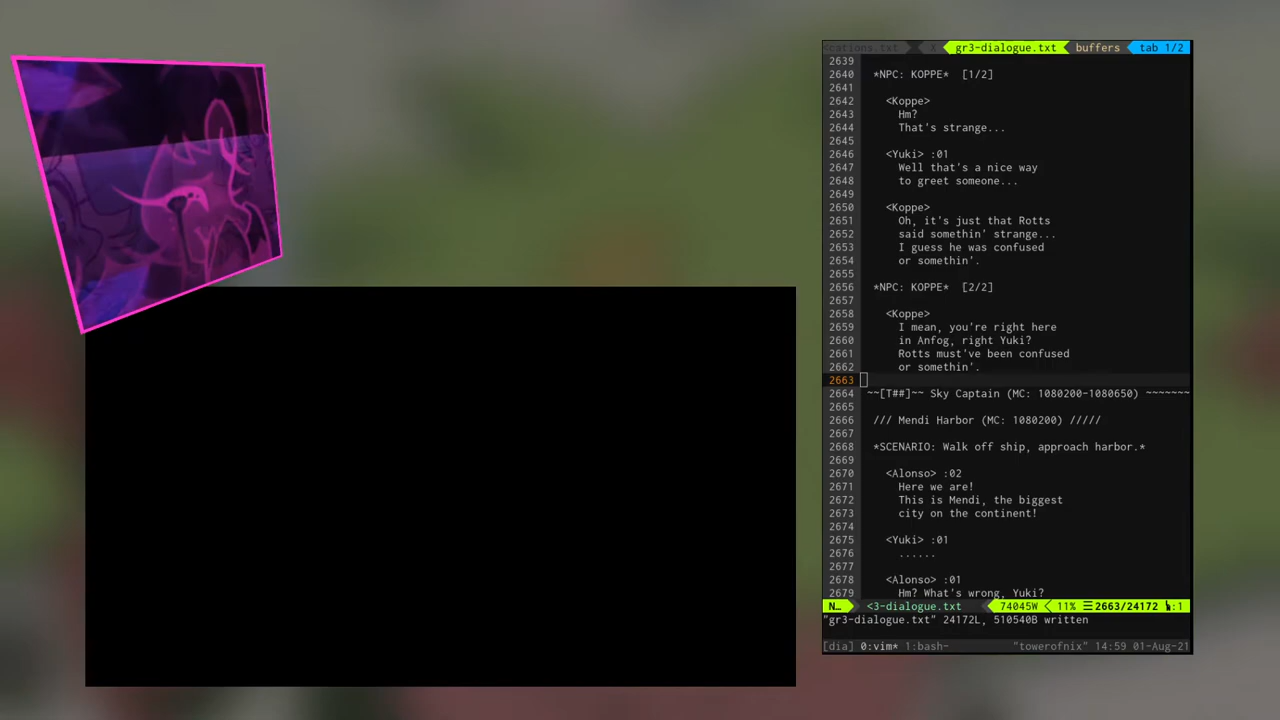 <cations.txt X gr3-dialogue.txt buffers tab 1/2
2639
2640 *NPC: KOPPE* [1/2]
2641
2642 <Koppe>
2643 Hm?
2644 That's strange...
2645
2646 <Yuki> :01
2647 Well that's a nice way
2648 to greet someone...
2649
2650 <Koppe>
2651 Oh, it's just that Rotts
2652 said somethin' strange...
2653 I guess he was confused
2654 or somethin'.
2655
2656 *NPC: KOPPE* [2/2]
2657
2658 <Koppe>
2659 I mean, you're right here
2660 in Anfog, right Yuki?
2661 Rotts must've been confused
2662 or somethin'.
2663
2664 ~~[T##]~~ Sky Captain (MC: 1080200-1080650) ~~~~~~~
2665
2666 /// Mendi Harbor (MC: 1080200) /////
2667
2668 *SCENARIO: Walk off ship, approach harbor.*
2669
2670 <Alonso> :02
2671 Here we are!
2672 This is Mendi, the biggest
2673 city on the continent!
2674
2675 <Yuki> :01
2676 ......
2677
2678 <Alonso> :01
2679 Hm? What's wrong, Yuki?
N… <3-dialogue.txt 74045W 11% ☰ 2663/24172 :1
"gr3-dialogue.txt" 24172L, 510540B written
[dia] 0:vim* 1:bash- "towerofnix" 14:59 01-Aug-21